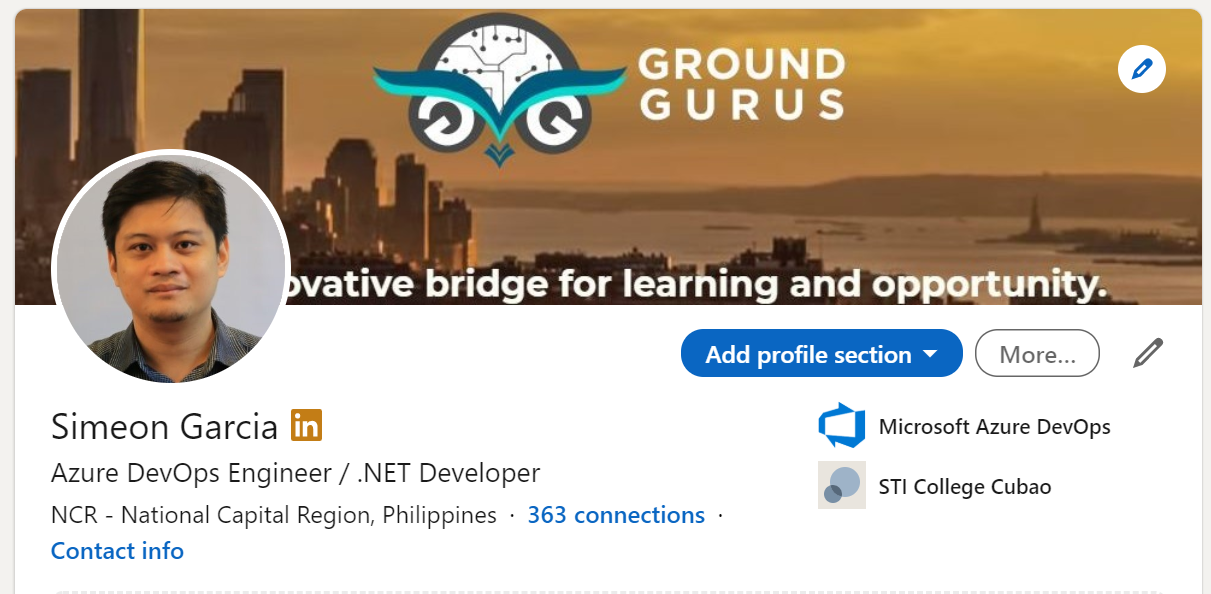 GROUND
GURUS
ovative bridge for learning and opportunity.
Add profile section
More...
Simeon Garcia in
Azure DevOps Engineer / .NET Developer
NCR - National Capital Region, Philippines · 363 connections ·
Contact info
Microsoft Azure DevOps
STI College Cubao